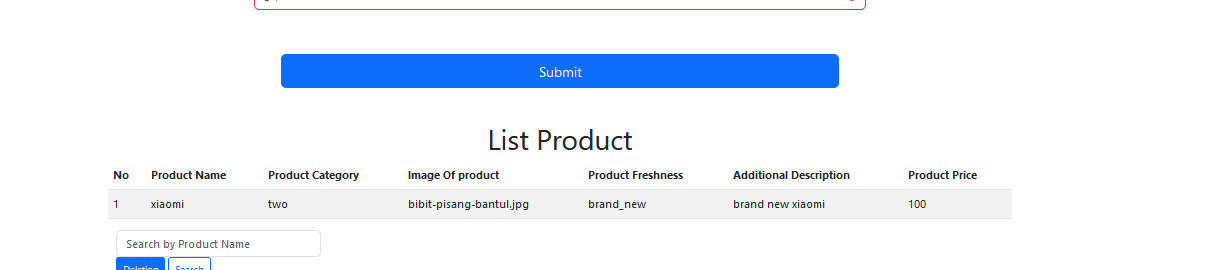 Submit
List Product
No Product Name Product Category Image Of product Product Freshness Additional Description Product Price
1 xiaomi two bibit-pisang-bantul.jpg brand_new brand new xiaomi 100
Search by Product Name
Deletion Search